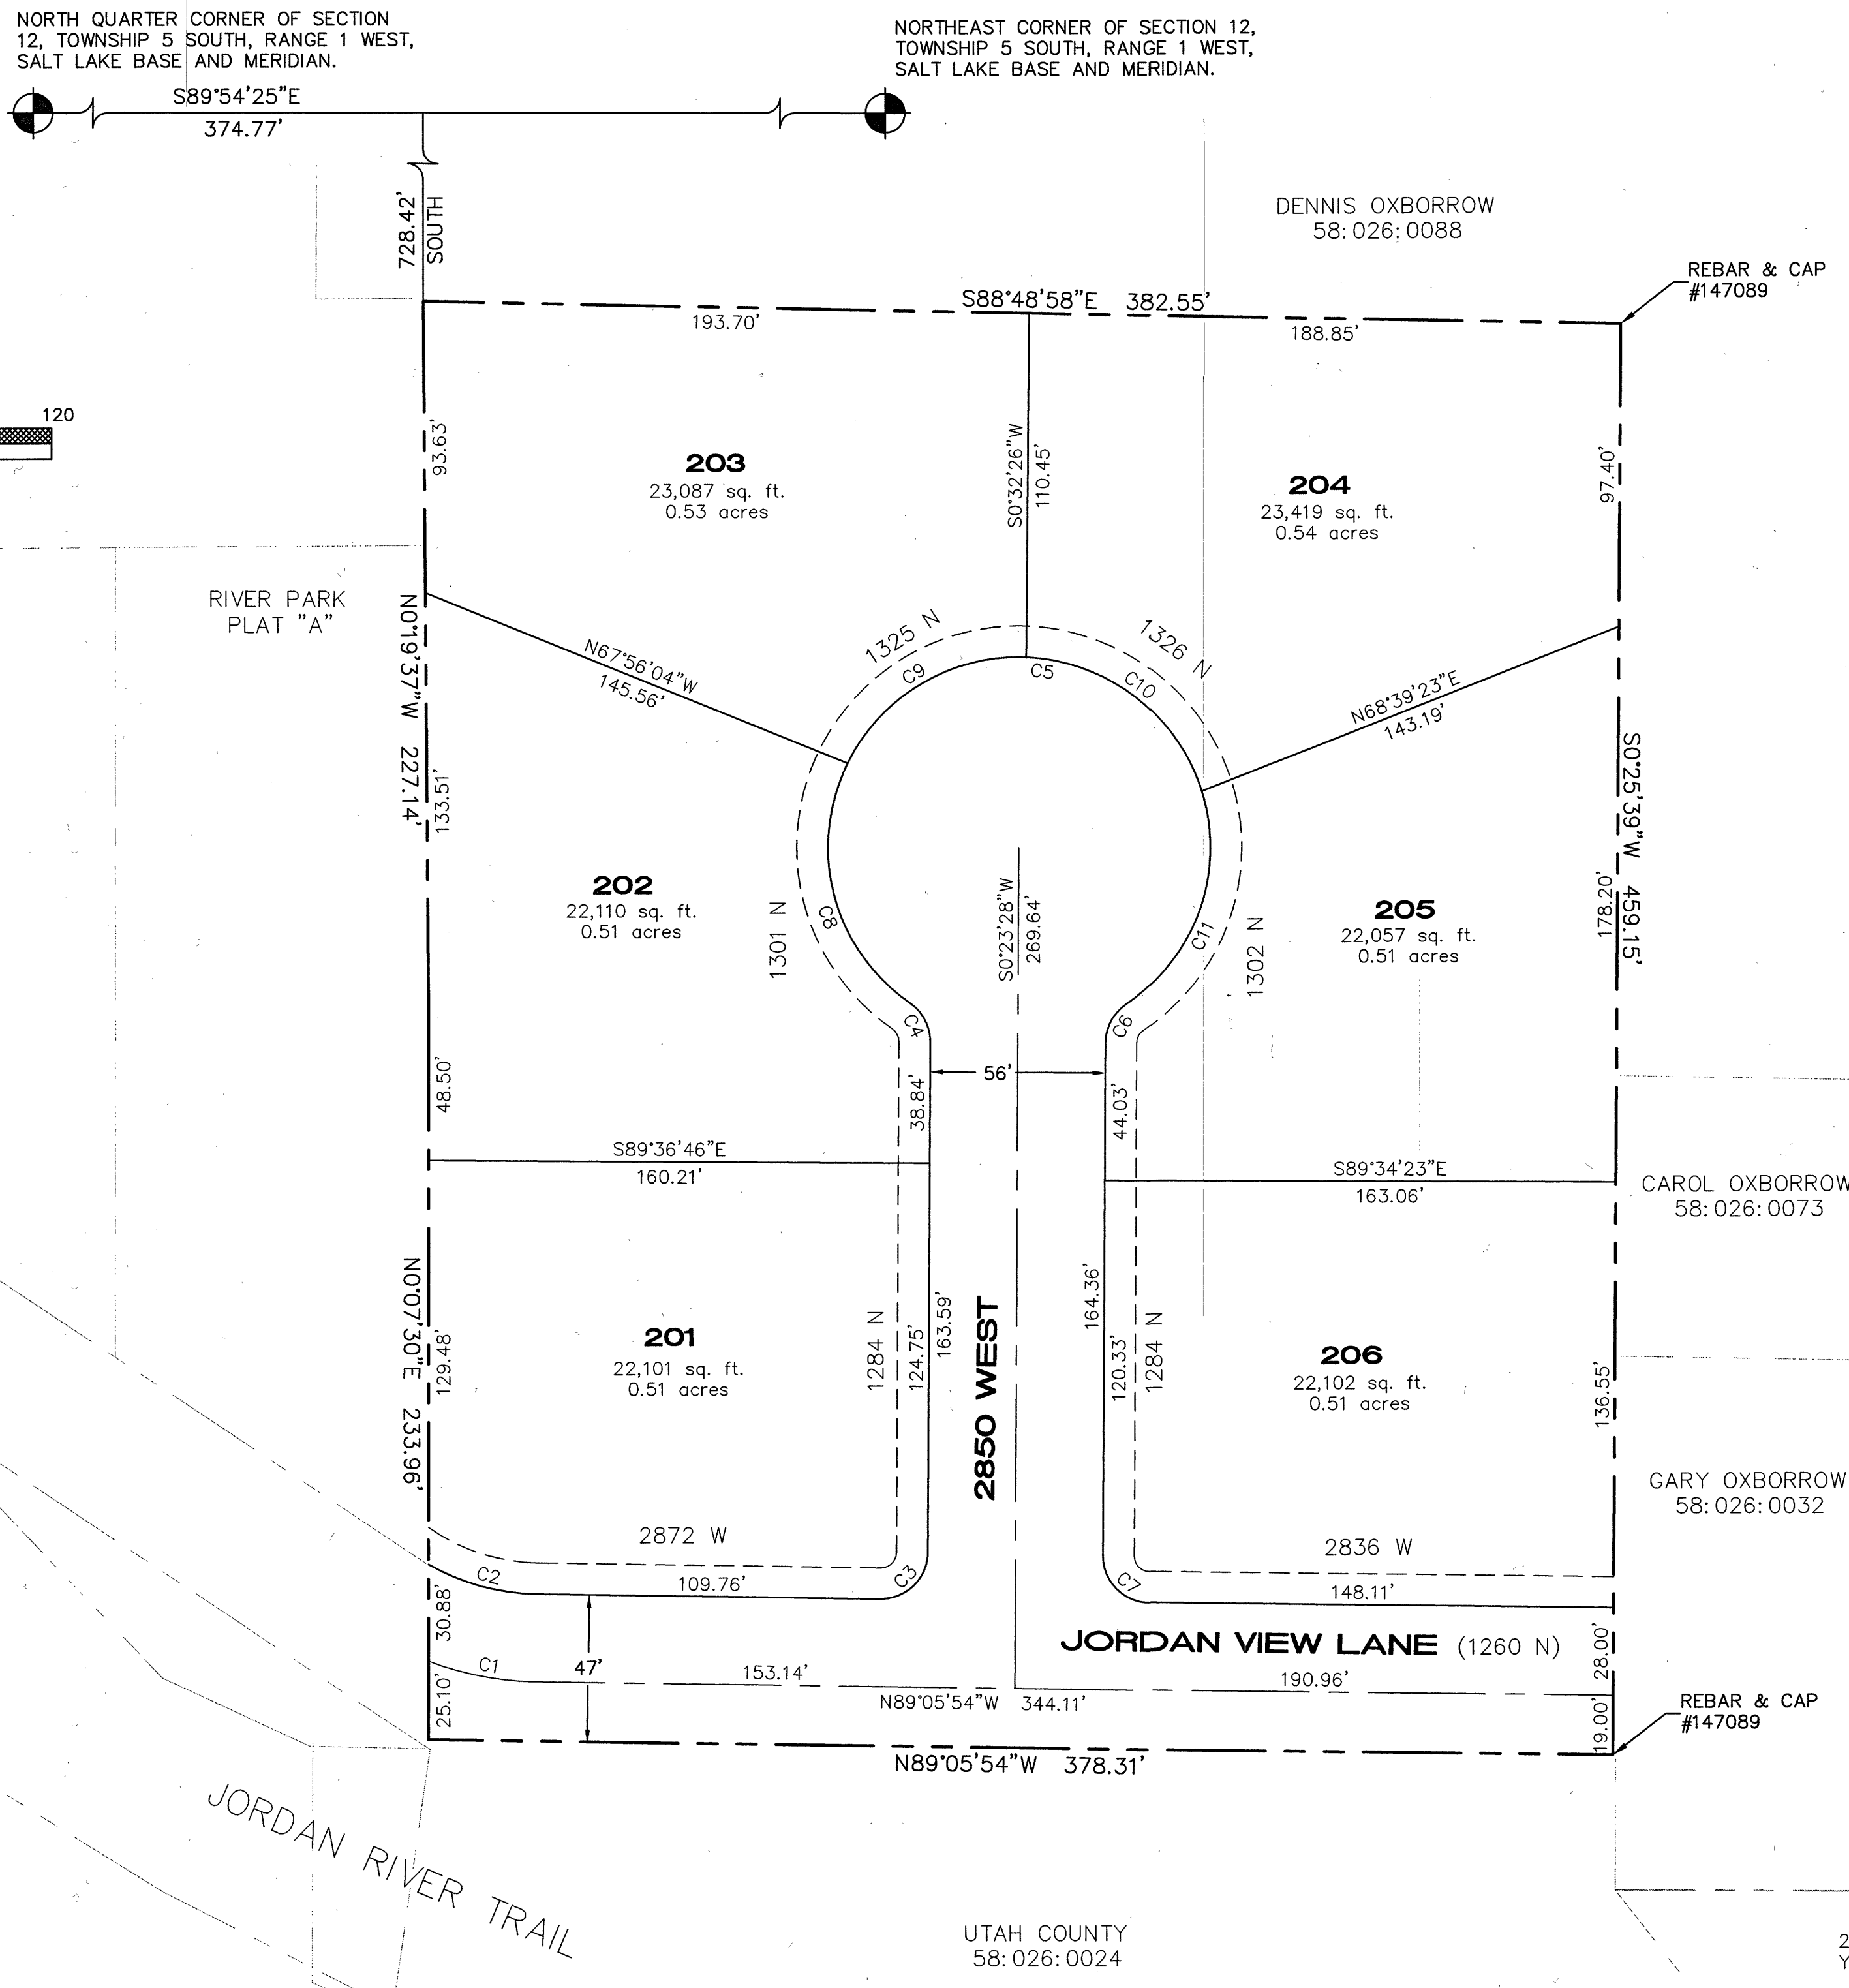 NORTH QUARTER CORNER OF SECTION
12, TOWNSHIP 5 SOUTH, RANGE 1 WEST,
SALT LAKE BASE AND MERIDIAN.
NORTHEAST CORNER OF SECTION 12,
TOWNSHIP 5 SOUTH, RANGE 1 WEST,
SALT LAKE BASE AND MERIDIAN.
S89°54'25"E
374.77'
728.42'
SOUTH
DENNIS OXBORROW
58:026:0088
REBAR & CAP
#147089
S88°48'58"E 382.55'
193.70'
188.85'
120
93.63'
203
23,087 sq. ft.
0.53 acres
S0°32'26"W
110.45'
204
23,419 sq. ft.
0.54 acres
97.40'
RIVER PARK
PLAT "A"
N0°19'37"W 227.14'
133.51'
N67°56'04"W
145.56'
1325 N
C9
C5
C10
1326 N
N68°39'23"E
143.19'
S0°25'39"W 459.15'
178.20'
202
22,110 sq. ft.
0.51 acres
1301 N
C8
S0°23'28"W
269.64'
C11
1302 N
205
22,057 sq. ft.
0.51 acres
48.50'
C4
C6
38.84'
56'
44.03'
S89°36'46"E
160.21'
S89°34'23"E
163.06'
CAROL OXBORROW
58:026:0073
N0°07'30"E 233.96'
129.48'
201
22,101 sq. ft.
0.51 acres
1284 N
124.75'
163.59'
2850 WEST
164.36'
120.33'
1284 N
206
22,102 sq. ft.
0.51 acres
136.55'
GARY OXBORROW
58:026:0032
2872 W
2836 W
C2
109.76'
C3
C7
148.11'
30.88'
JORDAN VIEW LANE (1260 N)
28.00'
C1
47'
153.14'
190.96'
25.10'
N89°05'54"W 344.11'
19.00'
REBAR & CAP
#147089
N89°05'54"W 378.31'
JORDAN RIVER TRAIL
UTAH COUNTY
58:026:0024
2
Y